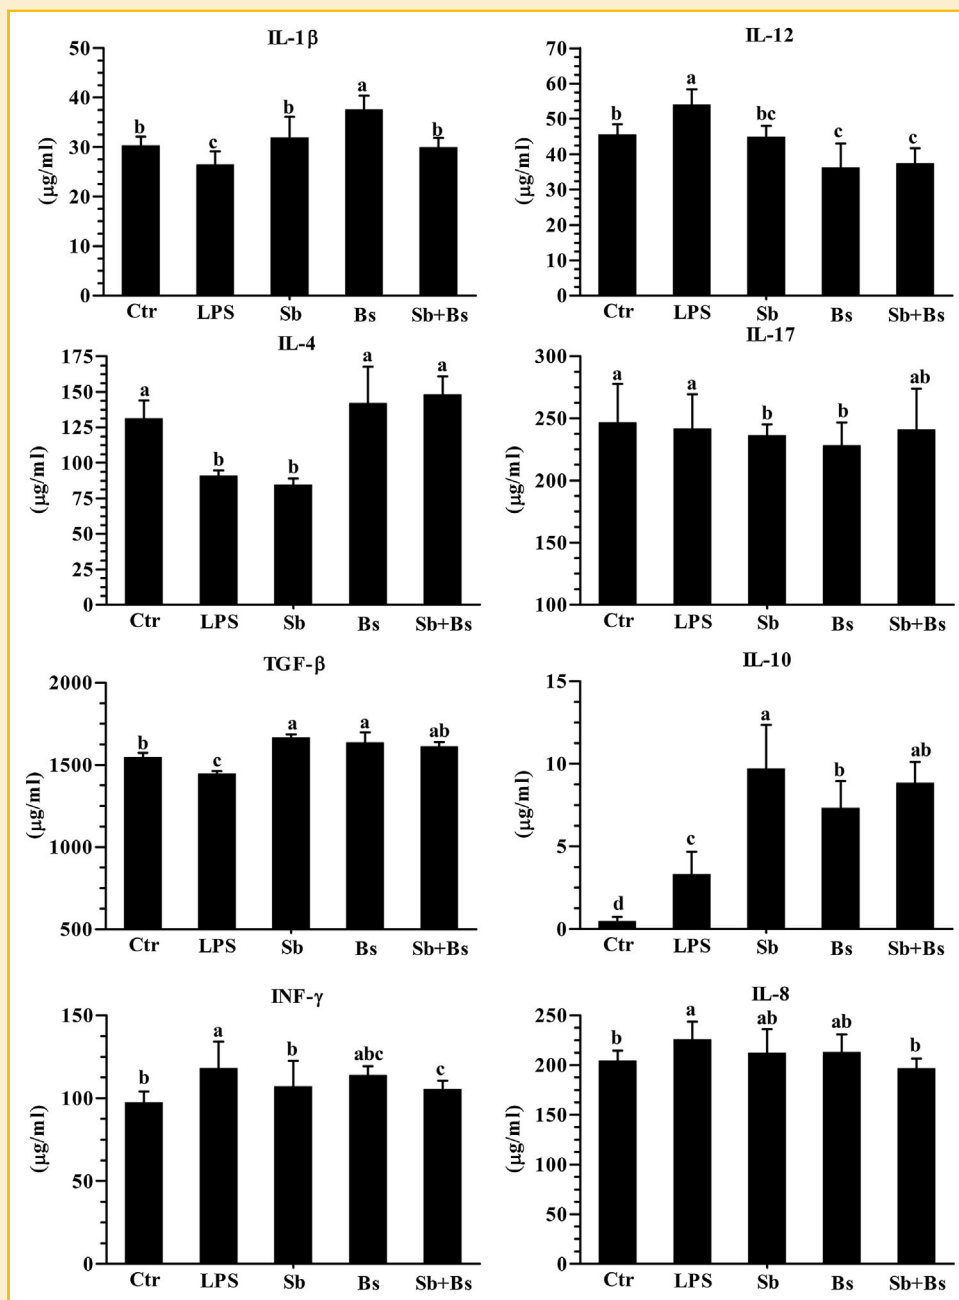 IL-1β
(μg/ml)
50
40
30
20
10
0
b
c
b
a
b
Ctr
LPS
Sb
Bs
Sb+Bs
IL-12
(μg/ml)
70
60
50
40
30
20
10
0
b
a
bc
c
c
Ctr
LPS
Sb
Bs
Sb+Bs
IL-4
(μg/ml)
175
150
125
100
75
50
25
0
a
b
b
a
a
Ctr
LPS
Sb
Bs
Sb+Bs
IL-17
(μg/ml)
300
250
200
150
100
a
a
b
b
ab
Ctr
LPS
Sb
Bs
Sb+Bs
TGF-β
(μg/ml)
2000
1500
1000
500
b
c
a
a
ab
Ctr
LPS
Sb
Bs
Sb+Bs
IL-10
(μg/ml)
15
10
5
0
d
c
a
b
ab
Ctr
LPS
Sb
Bs
Sb+Bs
INF-γ
(μg/ml)
150
100
50
0
b
a
b
abc
c
Ctr
LPS
Sb
Bs
Sb+Bs
IL-8
(μg/ml)
250
200
150
100
50
0
b
a
ab
ab
b
Ctr
LPS
Sb
Bs
Sb+Bs